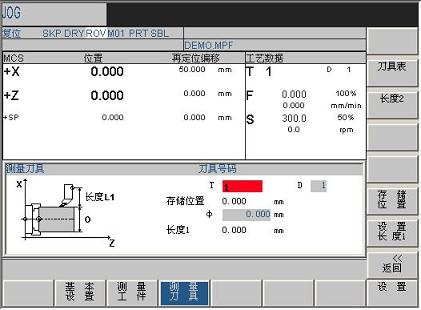 JOG
复位 SKP DRY ROV M01 PRT SBL
DEMO.MPF
MCS 位置 再定位偏移 工艺数据
+X 0.000 50.000 mm T 1 D 1
+Z 0.000 0.000 mm F 0.000 100%
0.000 mm/min
+SP 0.000 0.000 mm S 300.0 50%
0.0 rpm
刀具表
长度2
测量刀具 刀具号码
T 1 D 1
存储位置 0.000 mm
Φ 0.000 mm
长度1 0.000 mm
X
长度L1
O
Z
存储
位置
设置
长度1
<<
返回
基本
设置
测量
工件
测量
刀具
设置